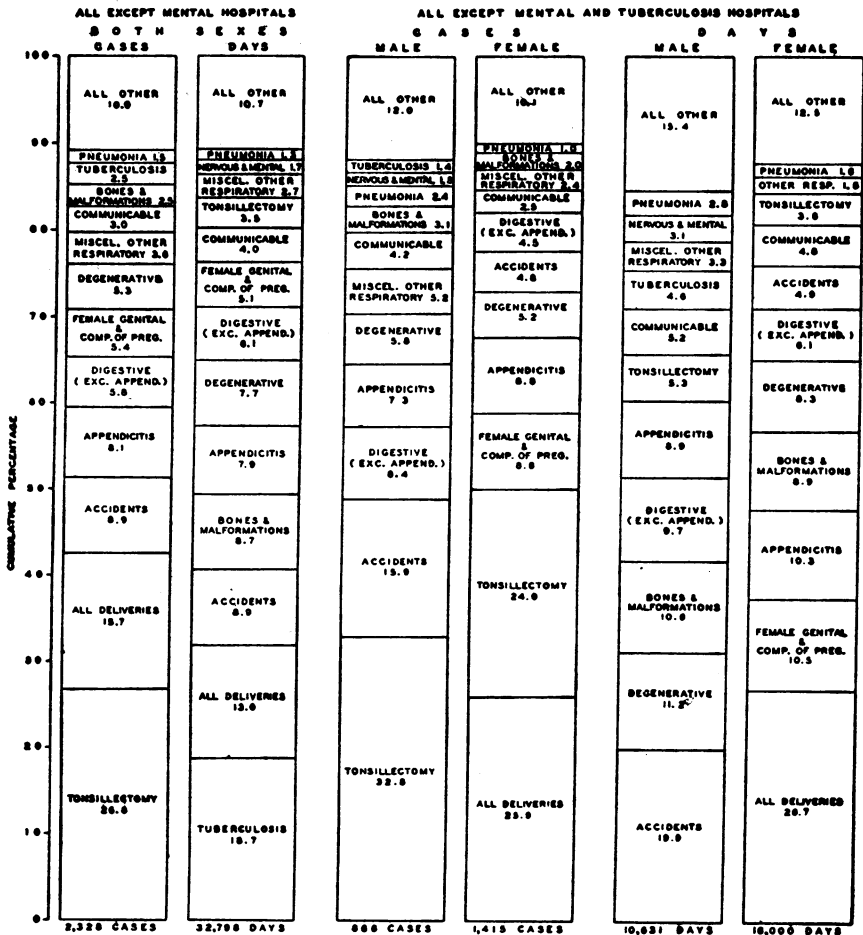 ALL EXCEPT MENTAL HOSPITALS
BOTH SEXES
CASES
DAYS
ALL EXCEPT MENTAL AND TUBERCULOSIS HOSPITALS
CASES
MALE
FEMALE
DAYS
MALE
FEMALE
CUMULATIVE PERCENTAGE
100
90
80
70
60
50
40
30
20
10
0
ALL OTHER
PNEUMONIA 1.5
TUBERCULOSIS
2.5
BONES &
MALFORMATIONS
COMMUNICABLE
3.0
MISCEL. OTHER
RESPIRATORY 3.6
DEGENERATIVE
5.3
FEMALE GENITAL
&
COMP. OF PREG.
5.4
DIGESTIVE
(EXC. APPEND.)
5.8
APPENDICITIS
8.1
ACCIDENTS
8.9
ALL DELIVERIES
15.7
TONSILLECTOMY
26.8
2,328 CASES
ALL OTHER
10.7
PNEUMONIA
NERVOUS & MENTAL 1.7
MISCEL. OTHER
RESPIRATORY 2.7
TONSILLECTOMY
3.5
COMMUNICABLE
4.0
FEMALE GENITAL
&
COMP. OF PREG.
5.1
DIGESTIVE
(EXC. APPEND.)
6.1
DEGENERATIVE
7.7
APPENDICITIS
7.9
BONES &
MALFORMATIONS
8.7
ACCIDENTS
8.9
ALL DELIVERIES
13.0
TUBERCULOSIS
18.7
32,798 DAYS
ALL OTHER
12.0
TUBERCULOSIS 1.4
NERVOUS & MENTAL
PNEUMONIA 2.4
BONES &
MALFORMATIONS 3.1
COMMUNICABLE
4.2
MISCEL. OTHER
RESPIRATORY 5.2
DEGENERATIVE
5.8
APPENDICITIS
7.3
DIGESTIVE
(EXC. APPEND.)
8.4
ACCIDENTS
15.9
TONSILLECTOMY
32.8
866 CASES
ALL OTHER
PNEUMONIA 1.0
BONES &
MALFORMATIONS 2.0
MISCEL. OTHER
RESPIRATORY 2.4
COMMUNICABLE
2.5
DIGESTIVE
(EXC. APPEND.)
4.5
ACCIDENTS
4.8
DEGENERATIVE
5.2
APPENDICITIS
8.8
FEMALE GENITAL
&
COMP. OF PREG.
8.8
TONSILLECTOMY
24.0
ALL DELIVERIES
25.9
1,415 CASES
ALL OTHER
15.4
PNEUMONIA 2.8
NERVOUS & MENTAL
3.1
MISCEL. OTHER
RESPIRATORY 3.3
TUBERCULOSIS
4.6
COMMUNICABLE
5.2
TONSILLECTOMY
5.3
APPENDICITIS
8.9
DIGESTIVE
(EXC. APPEND.)
9.7
BONES &
MALFORMATIONS
10.6
DEGENERATIVE
11.2
ACCIDENTS
19.9
10,631 DAYS
ALL OTHER
12.5
PNEUMONIA 1.6
OTHER RESP. 1.8
TONSILLECTOMY
3.6
COMMUNICABLE
4.8
ACCIDENTS
4.9
DIGESTIVE
(EXC. APPEND.)
6.1
DEGENERATIVE
8.3
BONES &
MALFORMATIONS
8.9
APPENDICITIS
10.3
FEMALE GENITAL
&
COMP. OF PREG.
10.5
ALL DELIVERIES
26.7
16,000 DAYS